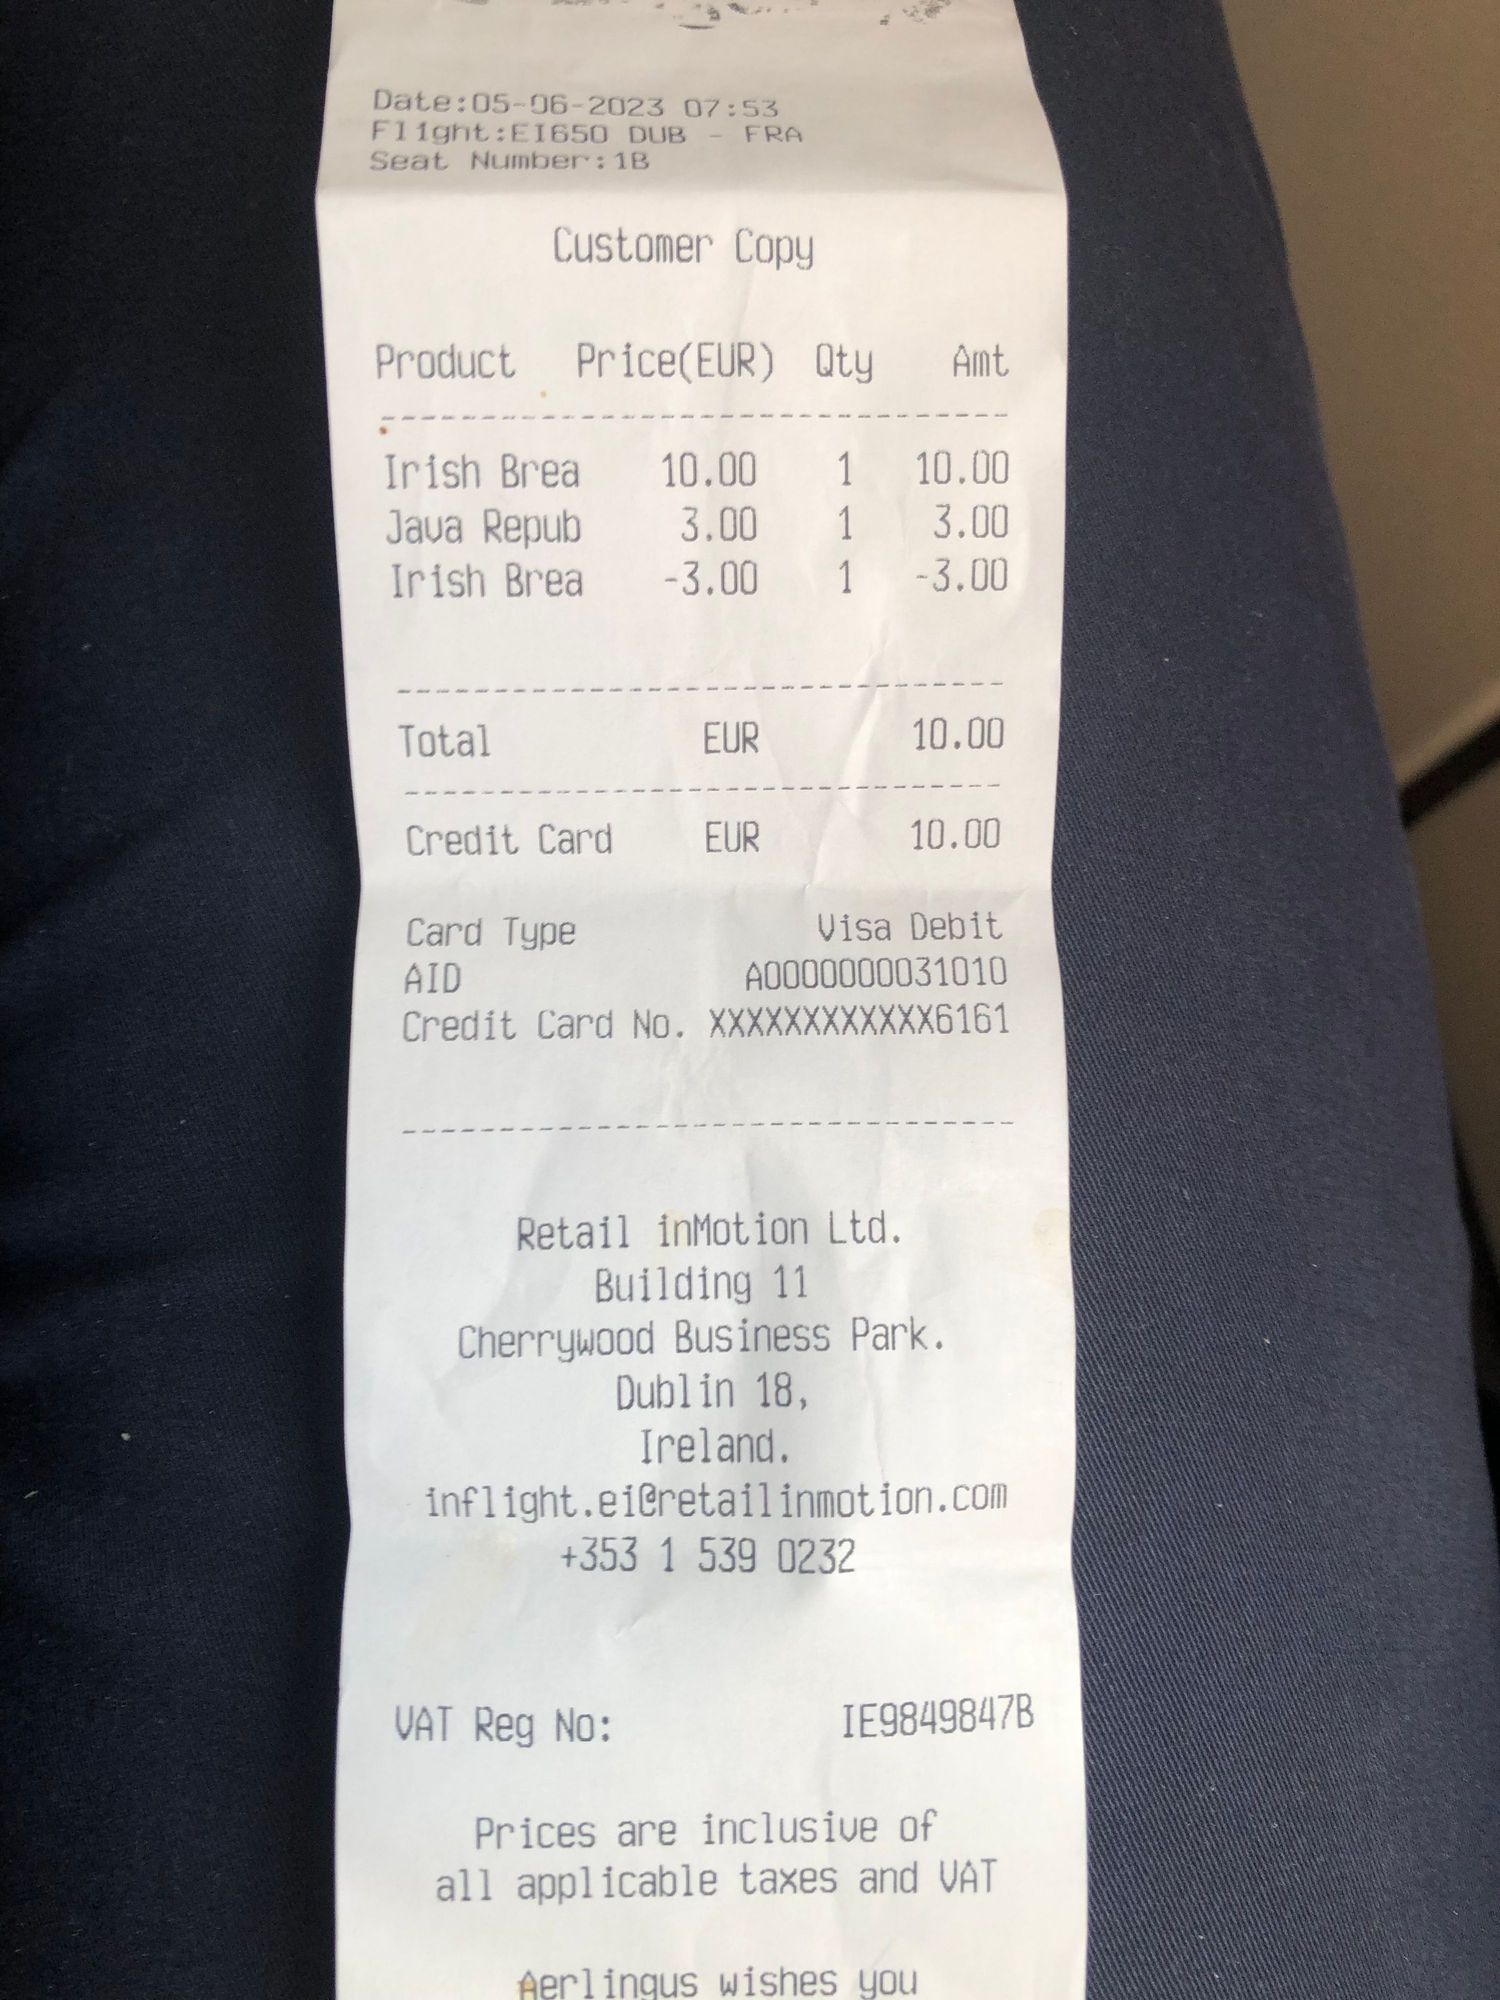 Date:05-06-2023 07:53
Flight:EI650 DUB - FRA
Seat Number:1B
Customer Copy
Product Price(EUR) Qty Amt
--------------------------------
Irish Brea 10.00 1 10.00
Java Repub 3.00 1 3.00
Irish Brea -3.00 1 -3.00
--------------------------------
Total EUR 10.00
--------------------------------
Credit Card EUR 10.00
Card Type Visa Debit
AID A0000000031010
Credit Card No. XXXXXXXXXXXX6161
--------------------------------
Retail inMotion Ltd.
Building 11
Cherrywood Business Park.
Dublin 18,
Ireland.
inflight.ei@retailinmotion.com
+353 1 539 0232
VAT Reg No: IE9849847B
Prices are inclusive of
all applicable taxes and VAT
Aerlingus wishes you